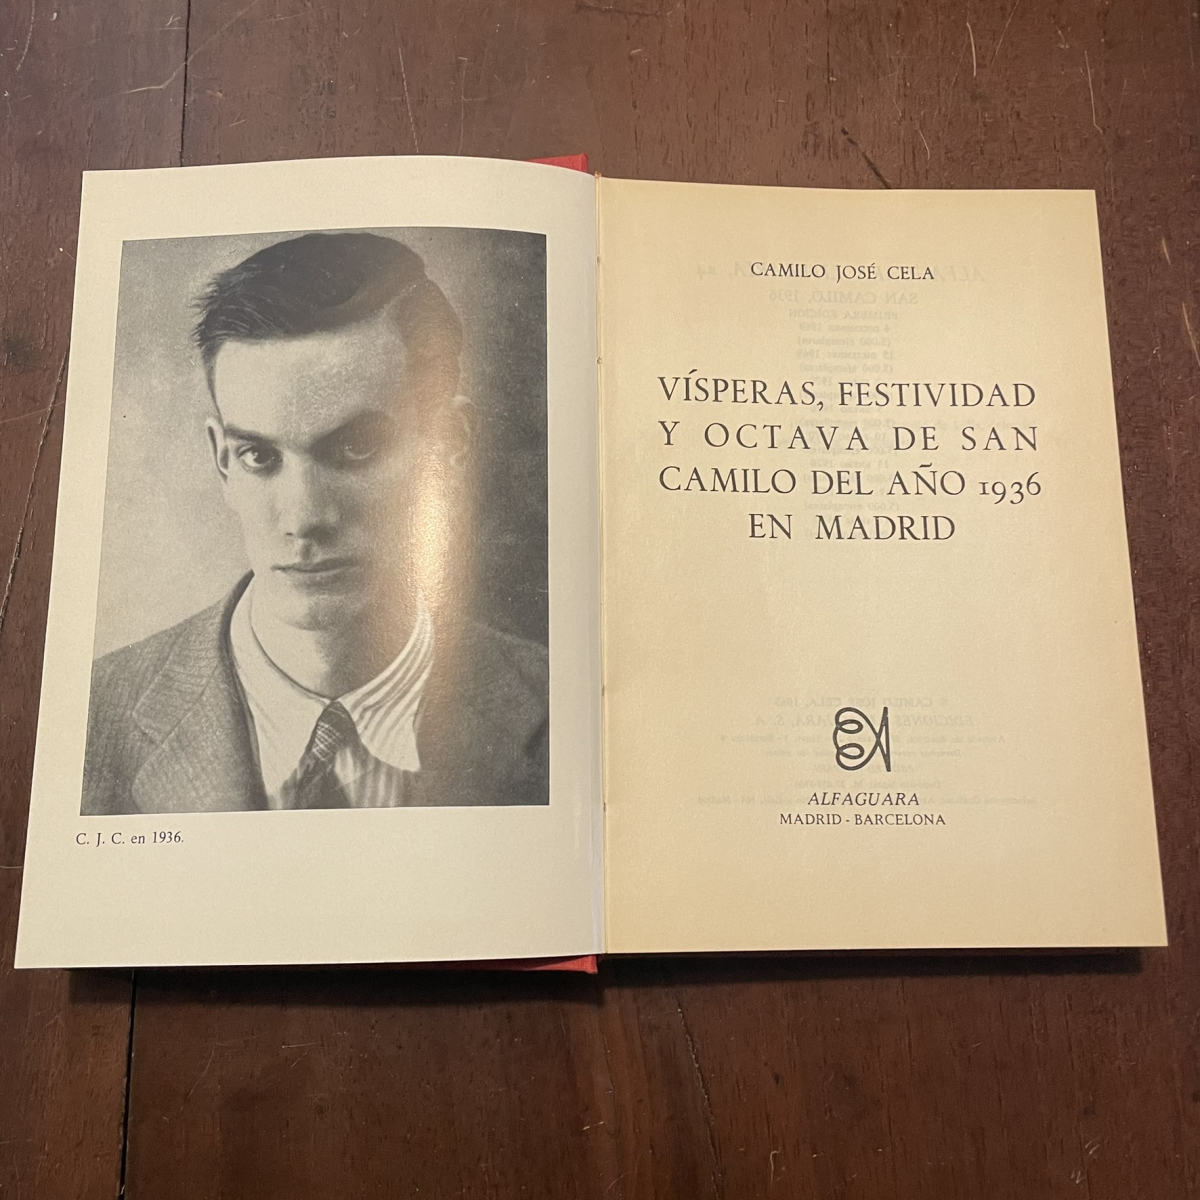 C. J. C. en 1936.
CAMILO JOSÉ CELA
VÍSPERAS, FESTIVIDAD
Y OCTAVA DE SAN
CAMILO DEL AÑO 1936
EN MADRID
ALFAGUARA
MADRID - BARCELONA